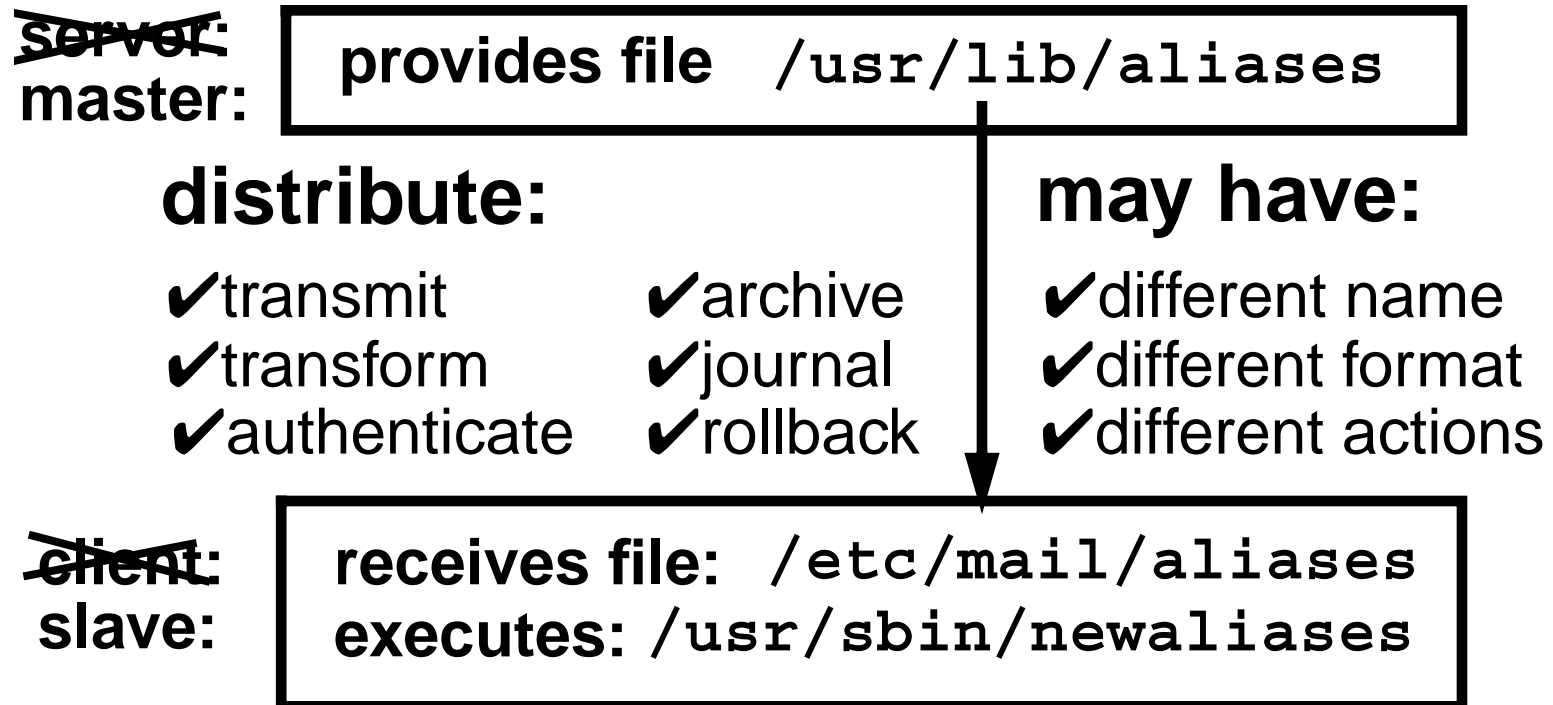 server:
master:
provides file /usr/lib/aliases
distribute:
✔transmit
✔transform
✔authenticate
✔archive
✔journal
✔rollback
may have:
✔different name
✔different format
✔different actions
client:
slave:
receives file: /etc/mail/aliases
executes: /usr/sbin/newaliases